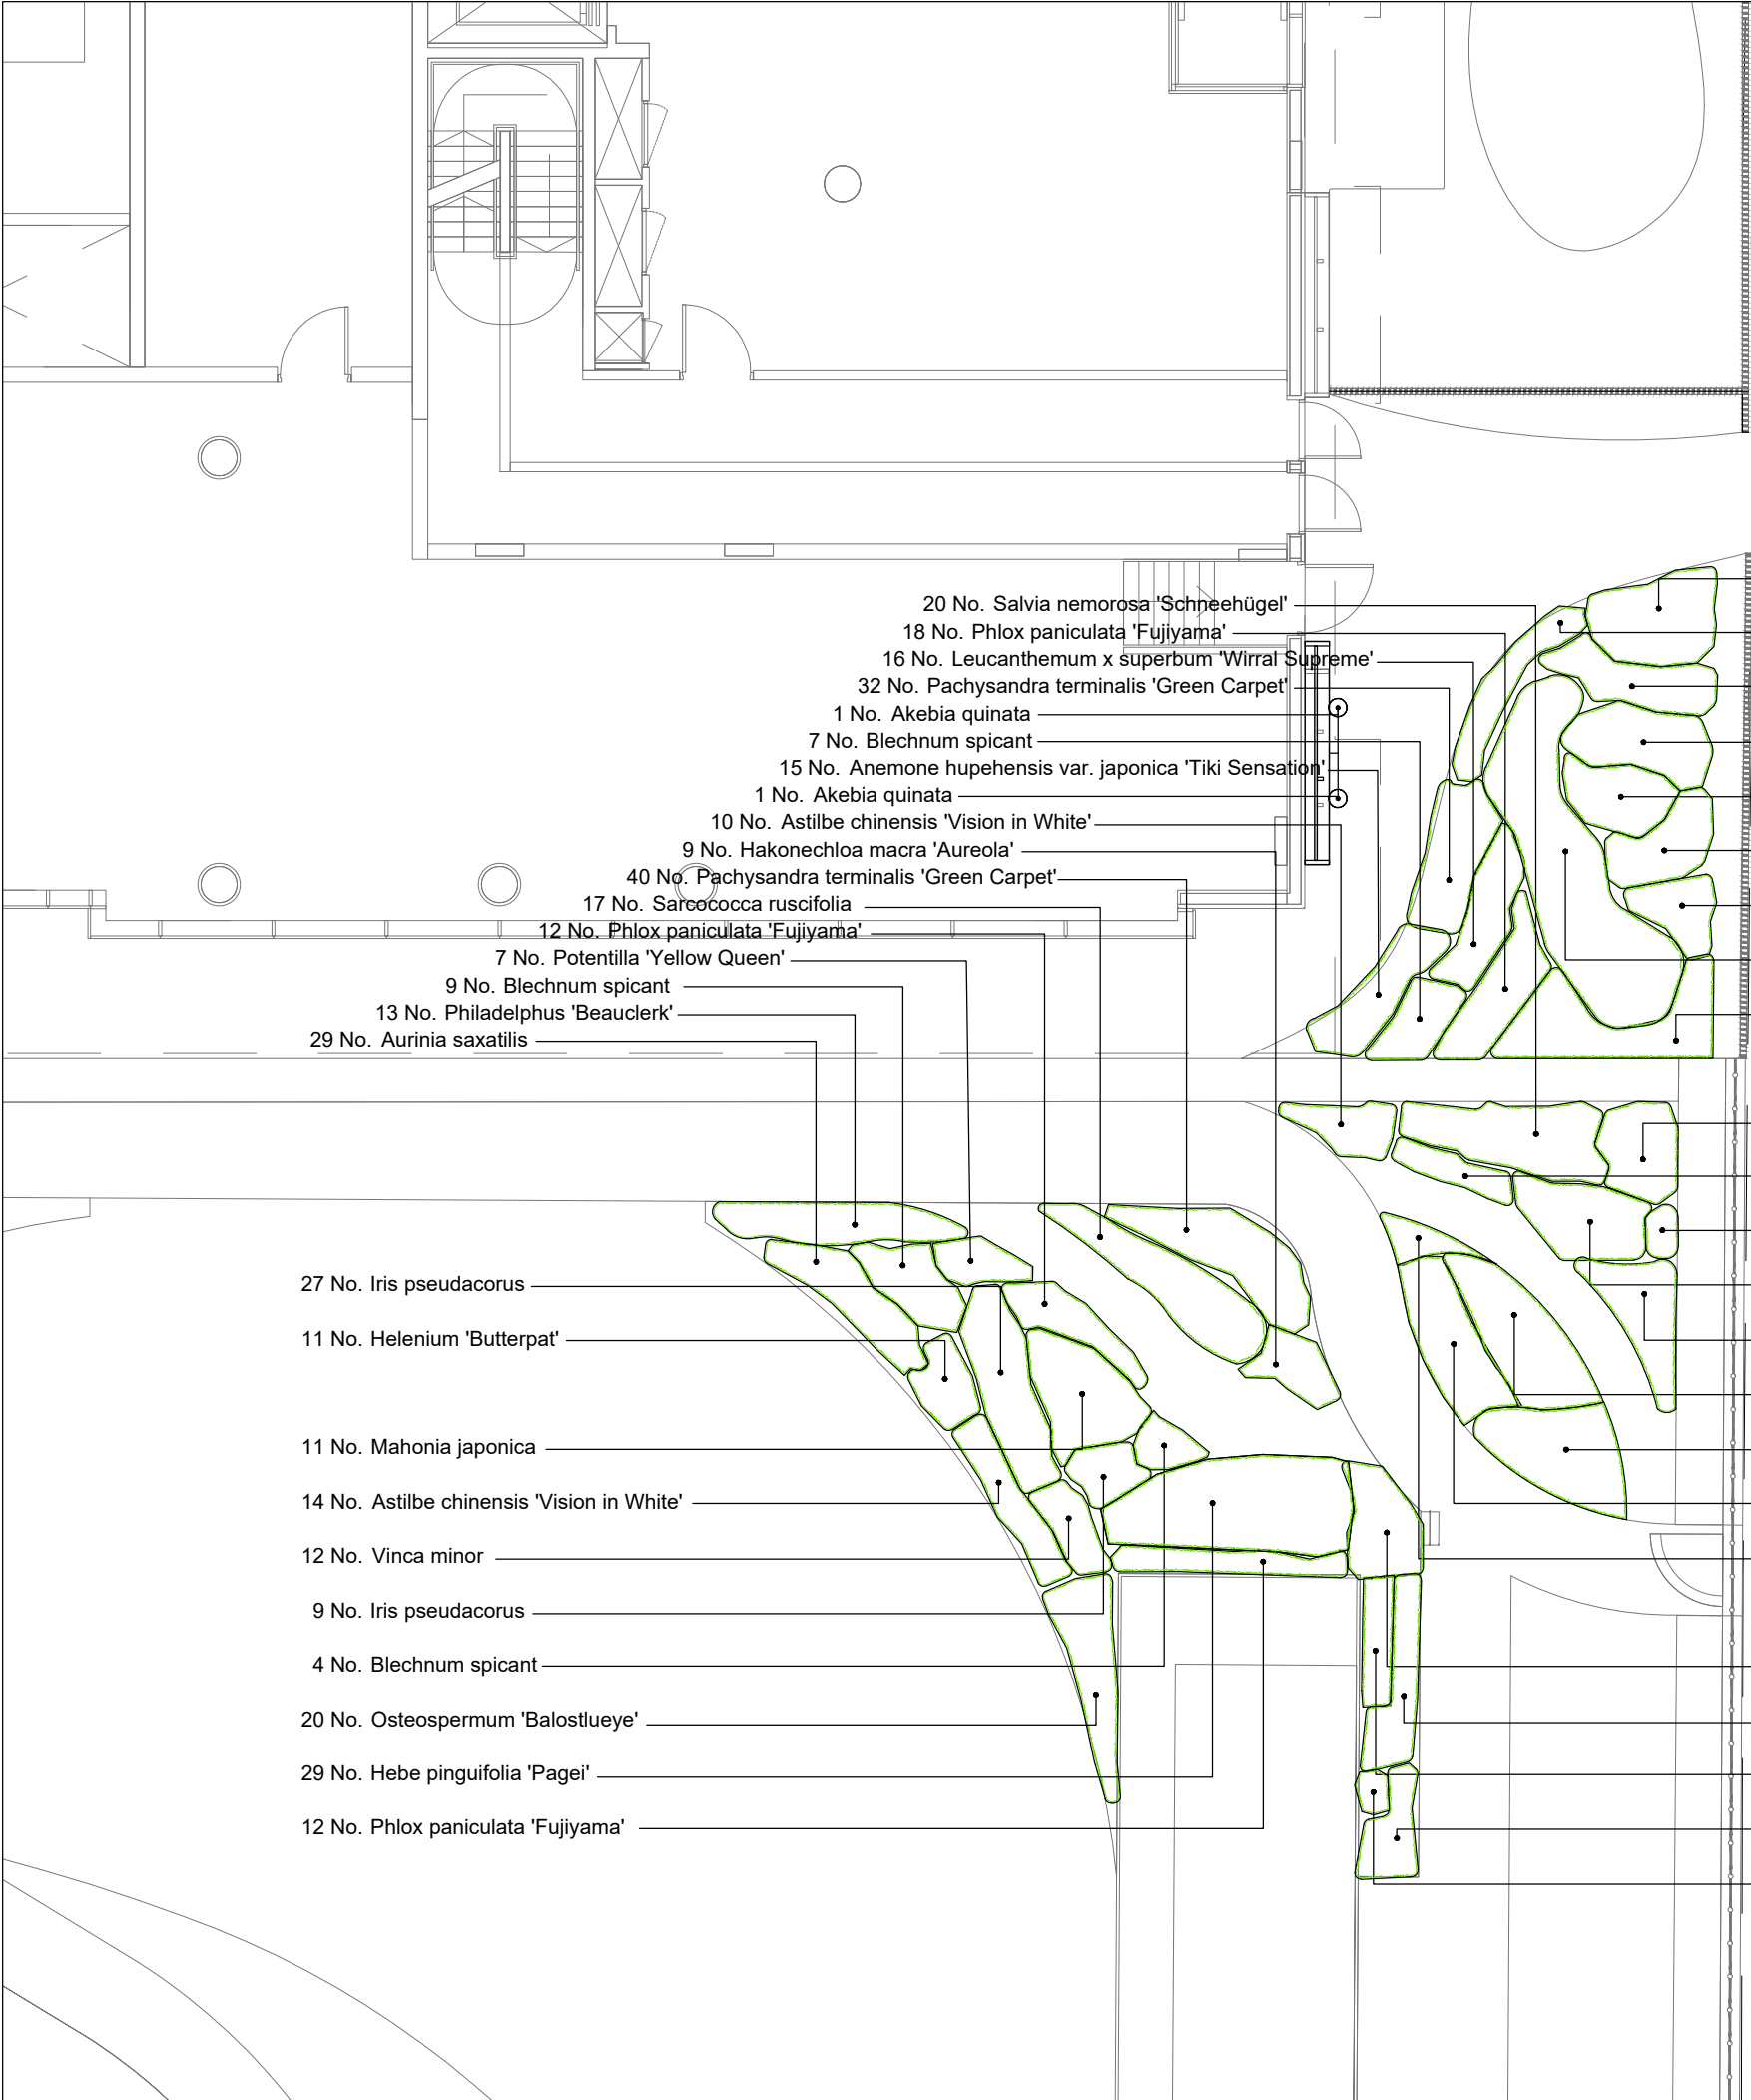 20 No. Salvia nemorosa 'Schneehügel'
18 No. Phlox paniculata 'Fujiyama'
16 No. Leucanthemum x superbum 'Wirral Supreme'
32 No. Pachysandra terminalis 'Green Carpet'
1 No. Akebia quinata
7 No. Blechnum spicant
15 No. Anemone hupehensis var. japonica 'Tiki Sensation'
1 No. Akebia quinata
10 No. Astilbe chinensis 'Vision in White'
9 No. Hakonechloa macra 'Aureola'
40 No. Pachysandra terminalis 'Green Carpet'
17 No. Sarcococca ruscifolia
12 No. Phlox paniculata 'Fujiyama'
7 No. Potentilla 'Yellow Queen'
9 No. Blechnum spicant
13 No. Philadelphus 'Beauclerk'
29 No. Aurinia saxatilis
27 No. Iris pseudacorus
11 No. Helenium 'Butterpat'
11 No. Mahonia japonica
14 No. Astilbe chinensis 'Vision in White'
12 No. Vinca minor
9 No. Iris pseudacorus
4 No. Blechnum spicant
20 No. Osteospermum 'Balostlueye'
29 No. Hebe pinguifolia 'Pagei'
12 No. Phlox paniculata 'Fujiyama'